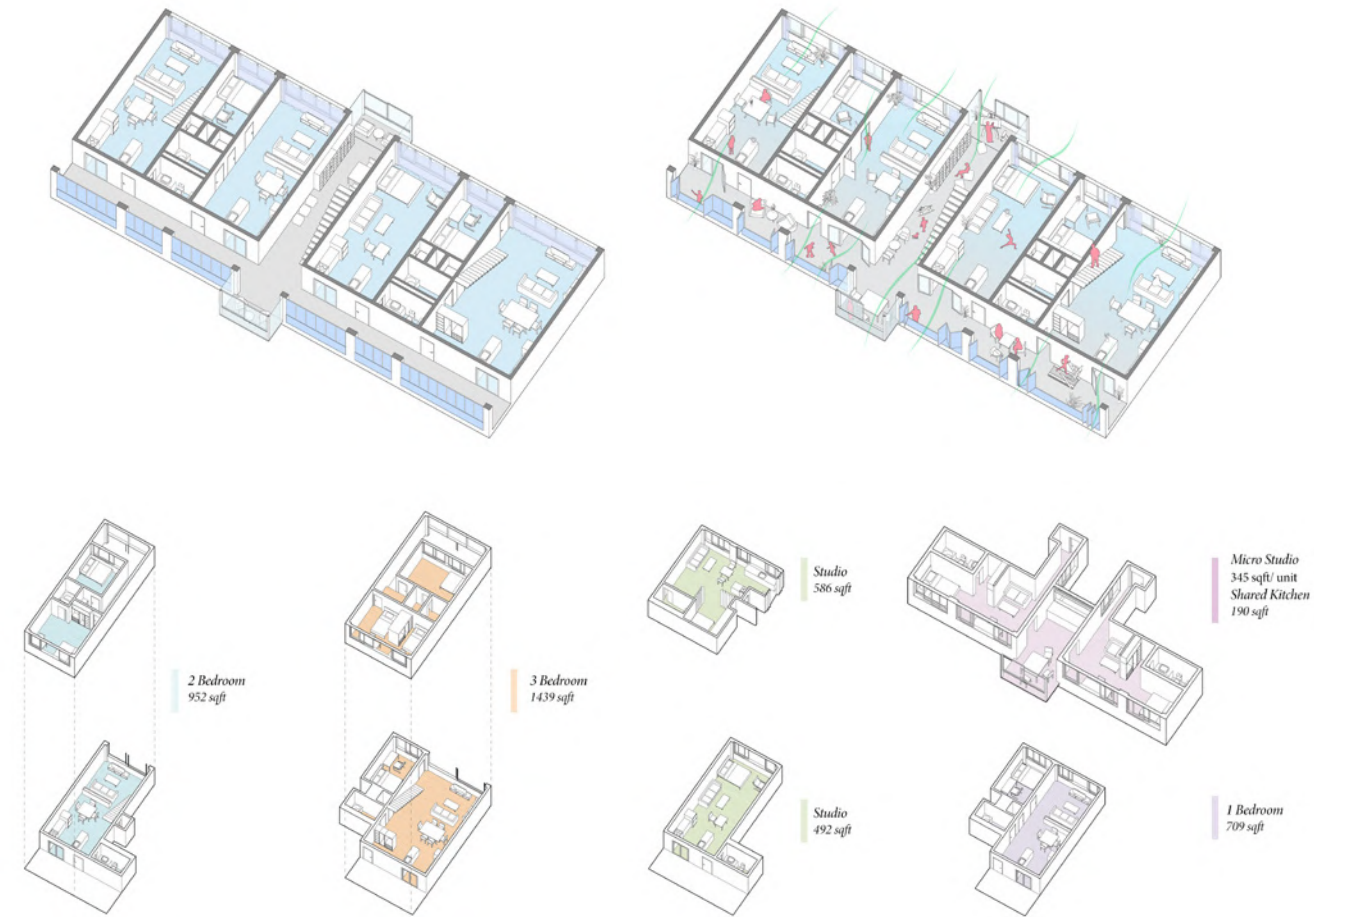 Studio
586 sqft
Micro Studio
345 sqft/ unit
Shared Kitchen
190 sqft
2 Bedroom
952 sqft
3 Bedroom
1439 sqft
Studio
492 sqft
1 Bedroom
709 sqft